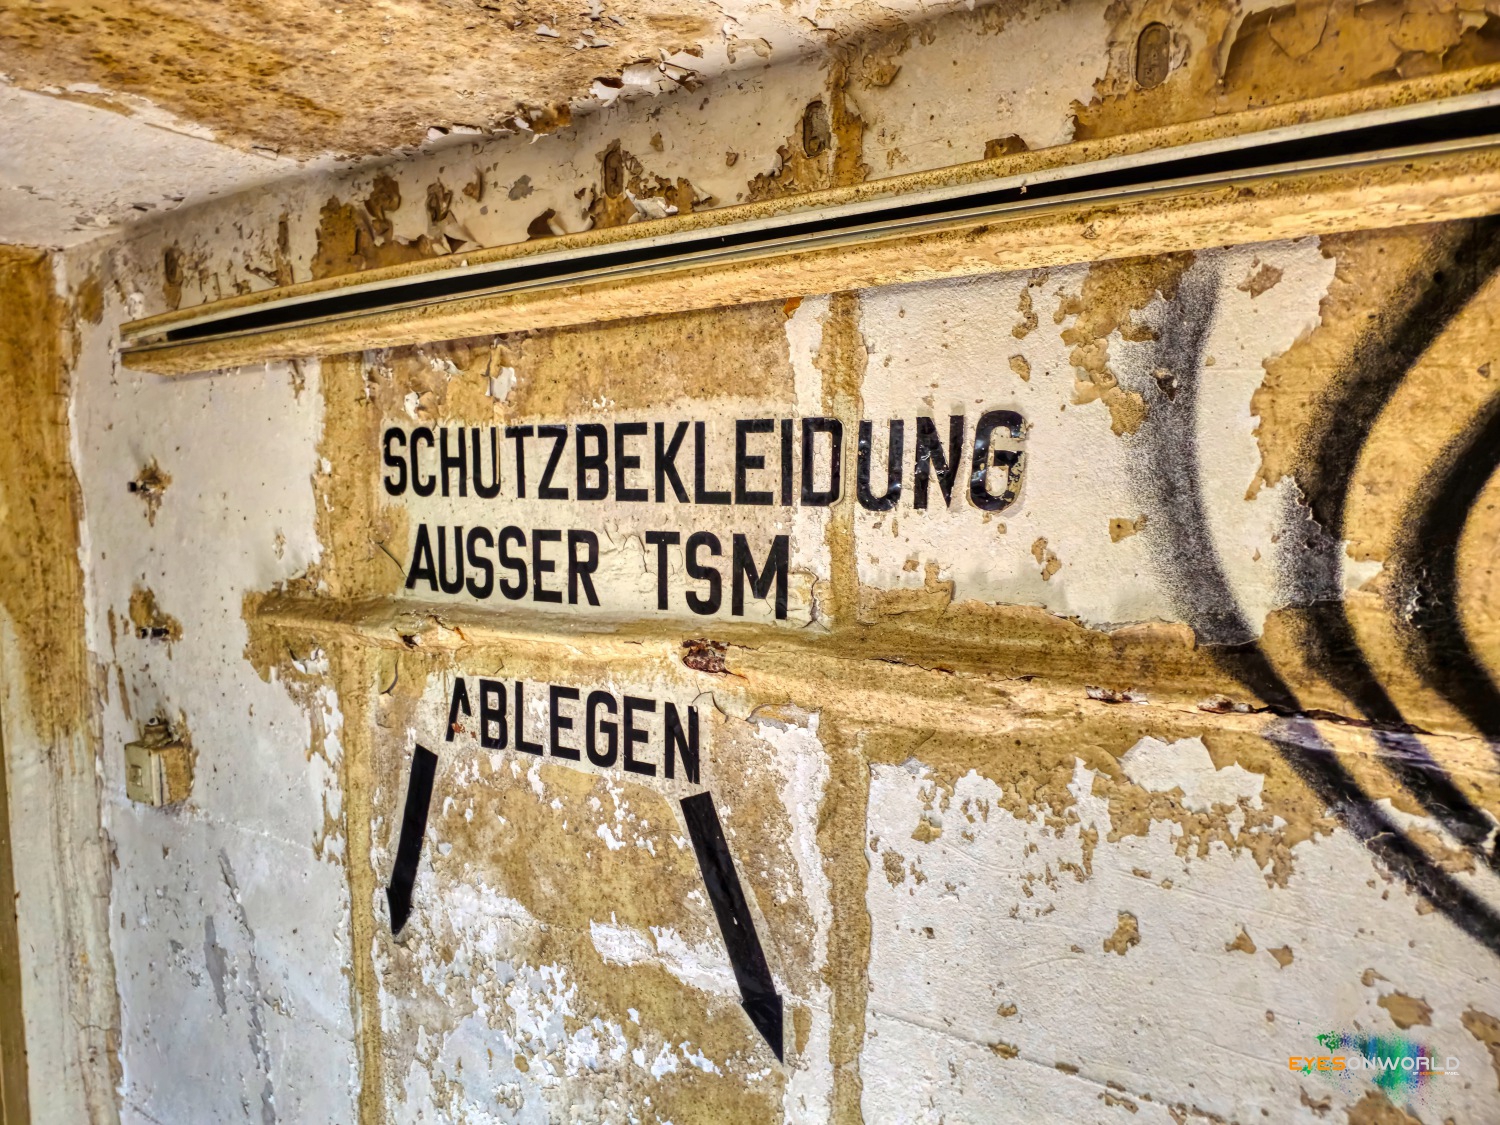 SCHUTZBEKLEIDUNG
AUSSER TSM
ABLEGEN
EYESONWORLD